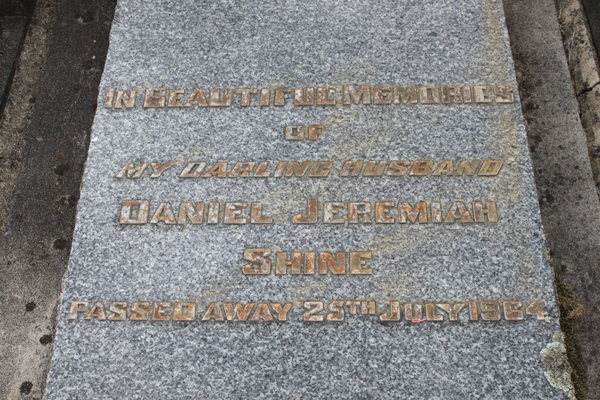 In Beautiful Memories
of
My Darling Husband
Daniel Jeremiah
Shine
Passed away 25th July 1964